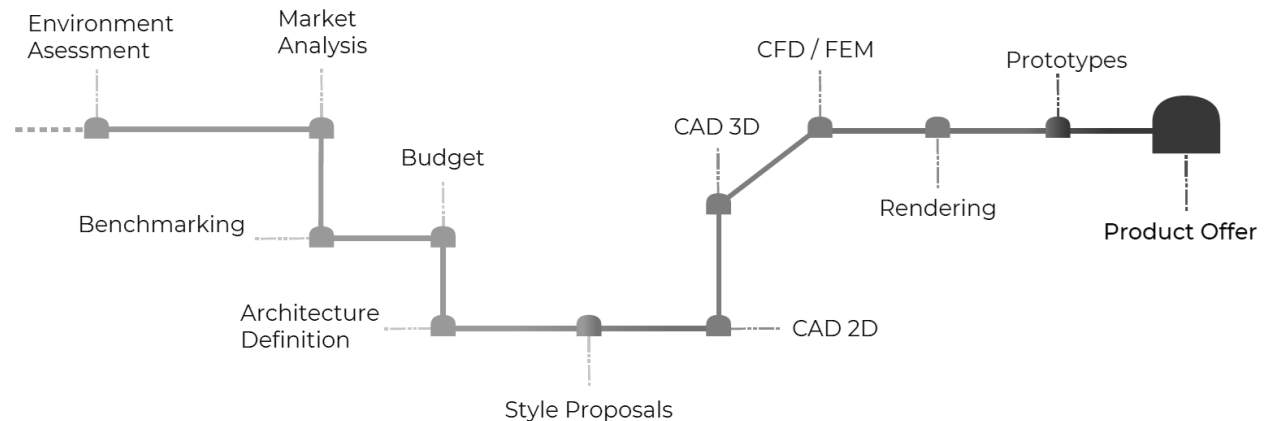 Environment
Asessment
Market
Analysis
Benchmarking
Budget
Architecture
Definition
Style Proposals
CAD 2D
CAD 3D
CFD / FEM
Rendering
Prototypes
Product Offer